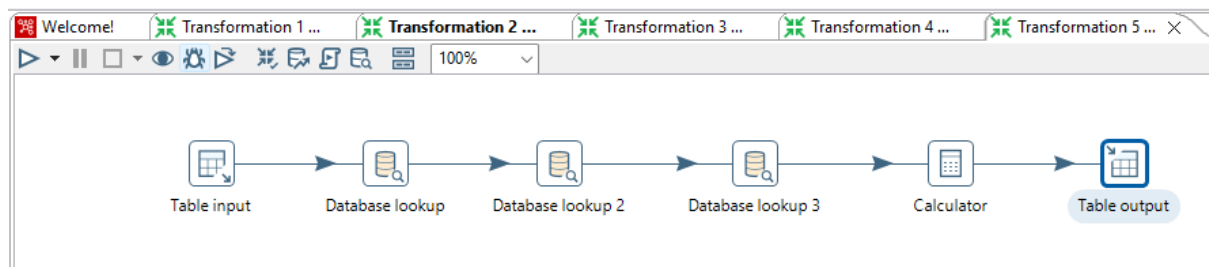 Welcome! Transformation 1 ... Transformation 2 ... Transformation 3 ... Transformation 4 ... Transformation 5 ...
100%
Table input Database lookup Database lookup 2 Database lookup 3 Calculator Table output